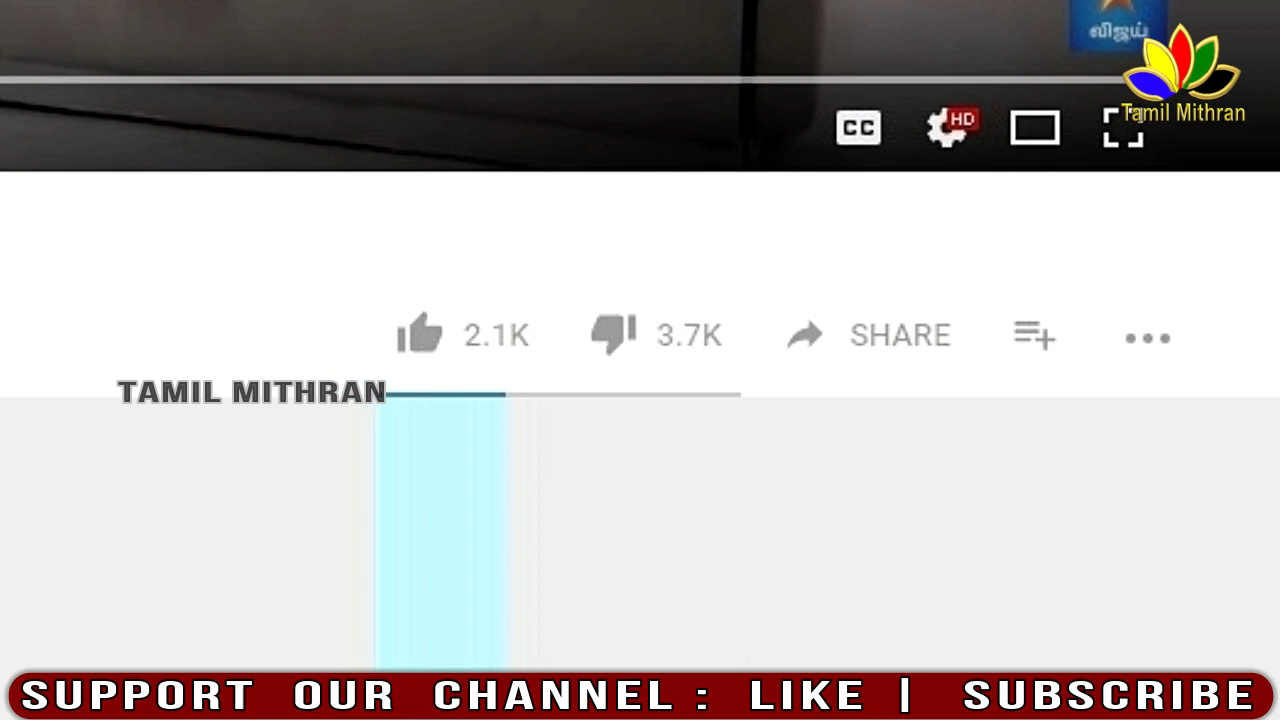 விஜய்
Tamil Mithran
CC
HD
2.1K 3.7K SHARE
TAMIL MITHRAN
SUPPORT OUR CHANNEL : LIKE | SUBSCRIBE